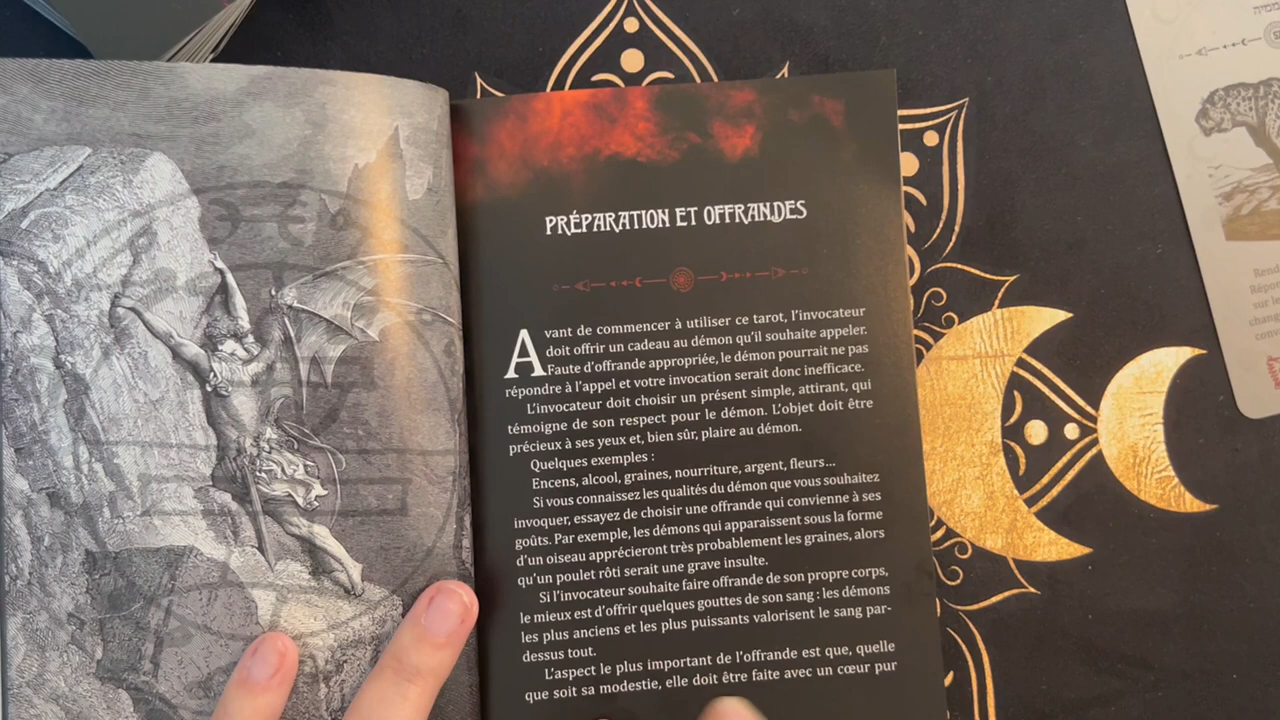 PRÉPARATION ET OFFRANDES
Avant de commencer à utiliser ce tarot, l'invocateur
doit offrir un cadeau au démon qu'il souhaite appeler.
Faute d'offrande appropriée, le démon pourrait ne pas
répondre à l'appel et votre invocation serait donc inefficace.
L'invocateur doit choisir un présent simple, attirant, qui
témoigne de son respect pour le démon. L'objet doit être
précieux à ses yeux et, bien sûr, plaire au démon.
Quelques exemples :
Encens, alcool, graines, nourriture, argent, fleurs...
Si vous connaissez les qualités du démon que vous souhaitez
invoquer, essayez de choisir une offrande qui convienne à ses
goûts. Par exemple, les démons qui apparaissent sous la forme
d'un oiseau apprécieront très probablement les graines, alors
qu'un poulet rôti serait une grave insulte.
Si l'invocateur souhaite faire offrande de son propre corps,
le mieux est d'offrir quelques gouttes de son sang : les démons
les plus anciens et les plus puissants valorisent le sang par-
dessus tout.
L'aspect le plus important de l'offrande est que, quelle
que soit sa modestie, elle doit être faite avec un cœur pur
Rend
Répo
sur l
chan